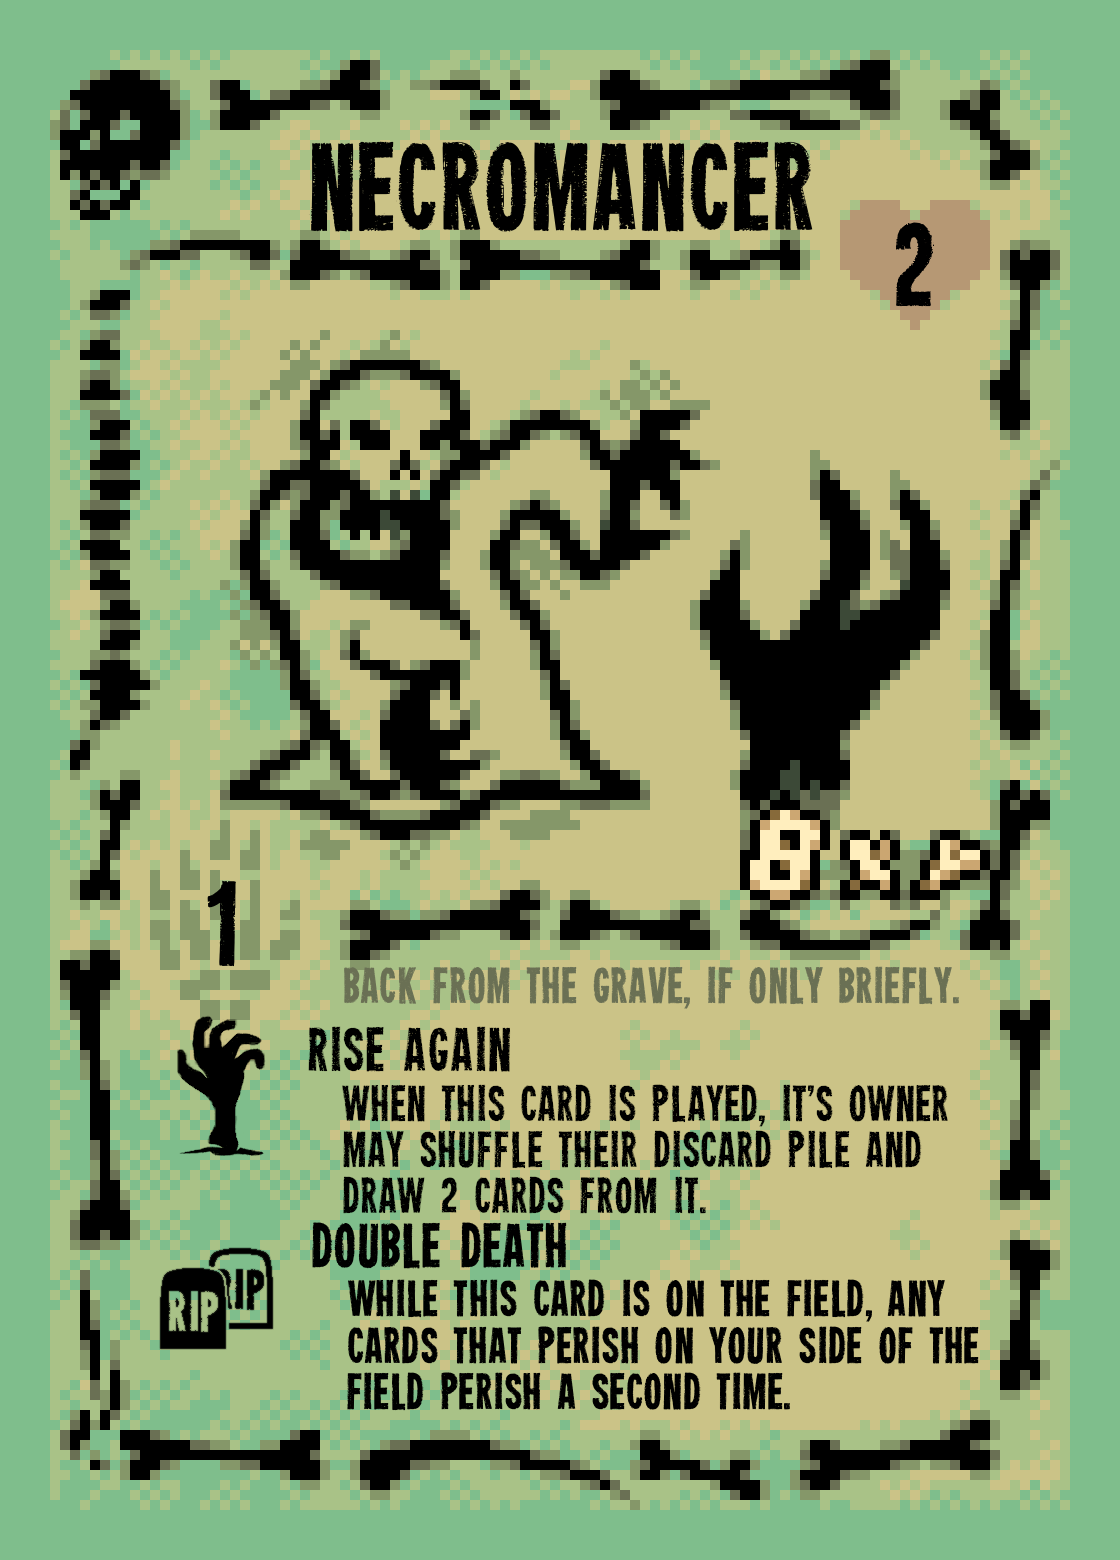 NECROMANCER
2
8 X Y
1
BACK FROM THE GRAVE, IF ONLY BRIEFLY.
RISE AGAIN
WHEN THIS CARD IS PLAYED, IT'S OWNER
MAY SHUFFLE THEIR DISCARD PILE AND
DRAW 2 CARDS FROM IT.
DOUBLE DEATH
RIP
RIP
WHILE THIS CARD IS ON THE FIELD, ANY
CARDS THAT PERISH ON YOUR SIDE OF THE
FIELD PERISH A SECOND TIME.